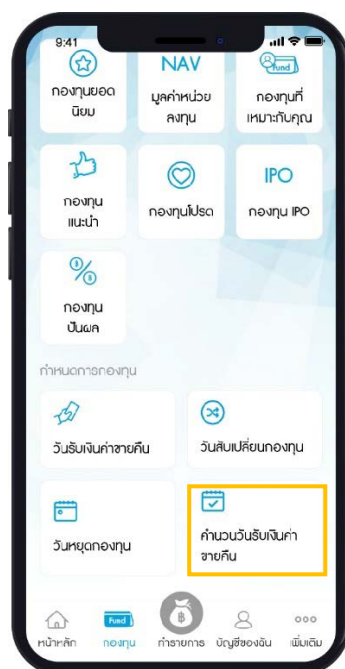 9:41
NAV
Fund
กองทุนยอด
นิยม
มูลค่าหน่วย
ลงทุน
กองทุนที่
เหมาะกับคุณ
IPO
กองทุน
แนะนำ
กองทุนโปรด
กองทุน IPO
กองทุน
ปันผล
กำหนดการกองทุน
วันรับเงินค่าขายคืน
วันสับเปลี่ยนกองทุน
วันหยุดกองทุน
คำนวนวันรับเงินค่า
ขายคืน
Fund
หน้าหลัก กองทุน ทำรายการ บัญชีของฉัน เพิ่มเติม